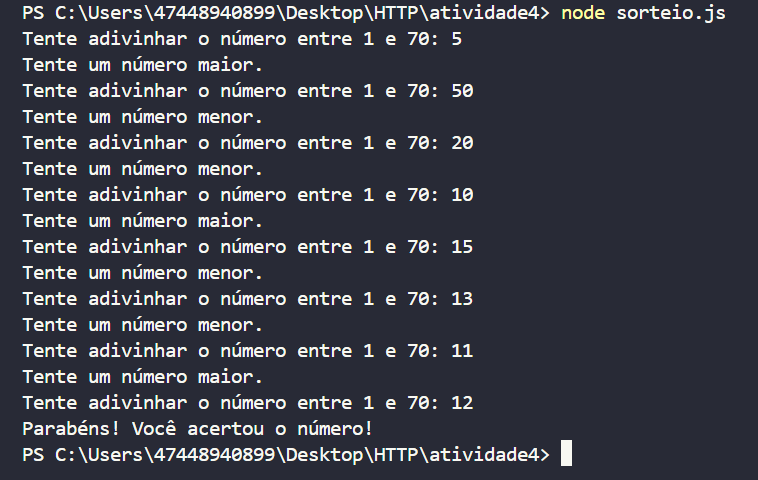 PS C:\Users\47448940899\Desktop\HTTP\atividade4> node sorteio.js
Tente adivinhar o número entre 1 e 70: 5
Tente um número maior.
Tente adivinhar o número entre 1 e 70: 50
Tente um número menor.
Tente adivinhar o número entre 1 e 70: 20
Tente um número menor.
Tente adivinhar o número entre 1 e 70: 10
Tente um número maior.
Tente adivinhar o número entre 1 e 70: 15
Tente um número menor.
Tente adivinhar o número entre 1 e 70: 13
Tente um número menor.
Tente adivinhar o número entre 1 e 70: 11
Tente um número maior.
Tente adivinhar o número entre 1 e 70: 12
Parabéns! Você acertou o número!
PS C:\Users\47448940899\Desktop\HTTP\atividade4>